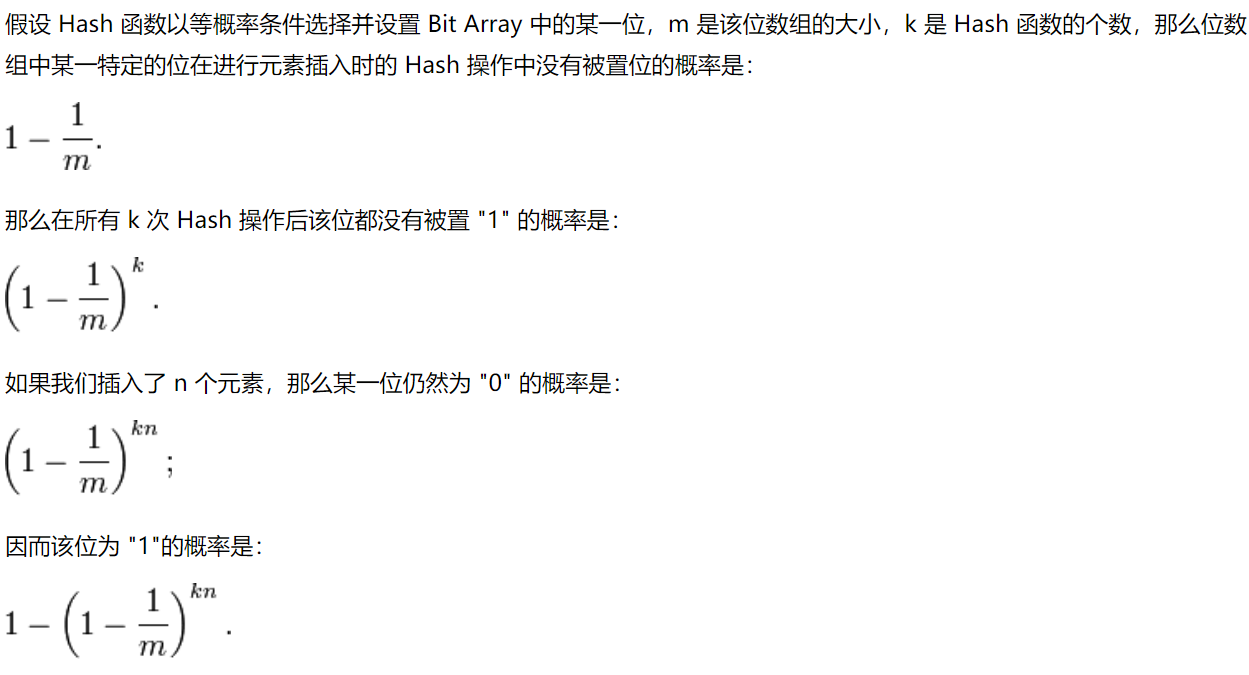 假设 Hash 函数以等概率条件选择并设置 Bit Array 中的某一位，m 是该位数组的大小，k 是 Hash 函数的个数，那么位数
组中某一特定的位在进行元素插入时的 Hash 操作中没有被置位的概率是：
1 − \frac{1}{m}.
那么在所有 k 次 Hash 操作后该位都没有被置 "1" 的概率是：
\left(1 − \frac{1}{m}\right)^{k}.
如果我们插入了 n 个元素，那么某一位仍然为 "0" 的概率是：
\left(1 − \frac{1}{m}\right)^{kn};
因而该位为 "1"的概率是：
1 − \left(1 − \frac{1}{m}\right)^{kn}.